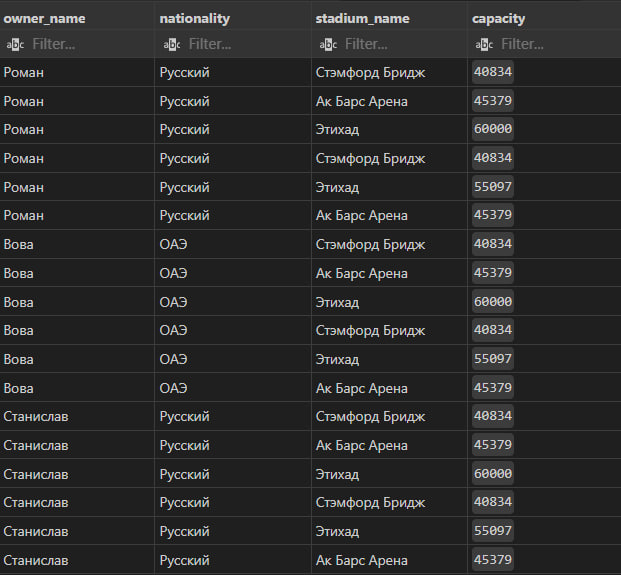 owner_name nationality stadium_name capacity
abc Filter... abc Filter... abc Filter... abc Filter...
Роман Русский Стэмфорд Бридж 40834
Роман Русский Ак Барс Арена 45379
Роман Русский Этихад 60000
Роман Русский Стэмфорд Бридж 40834
Роман Русский Этихад 55097
Роман Русский Ак Барс Арена 45379
Вова ОАЭ Стэмфорд Бридж 40834
Вова ОАЭ Ак Барс Арена 45379
Вова ОАЭ Этихад 60000
Вова ОАЭ Стэмфорд Бридж 40834
Вова ОАЭ Этихад 55097
Вова ОАЭ Ак Барс Арена 45379
Станислав Русский Стэмфорд Бридж 40834
Станислав Русский Ак Барс Арена 45379
Станислав Русский Этихад 60000
Станислав Русский Стэмфорд Бридж 40834
Станислав Русский Этихад 55097
Станислав Русский Ак Барс Арена 45379